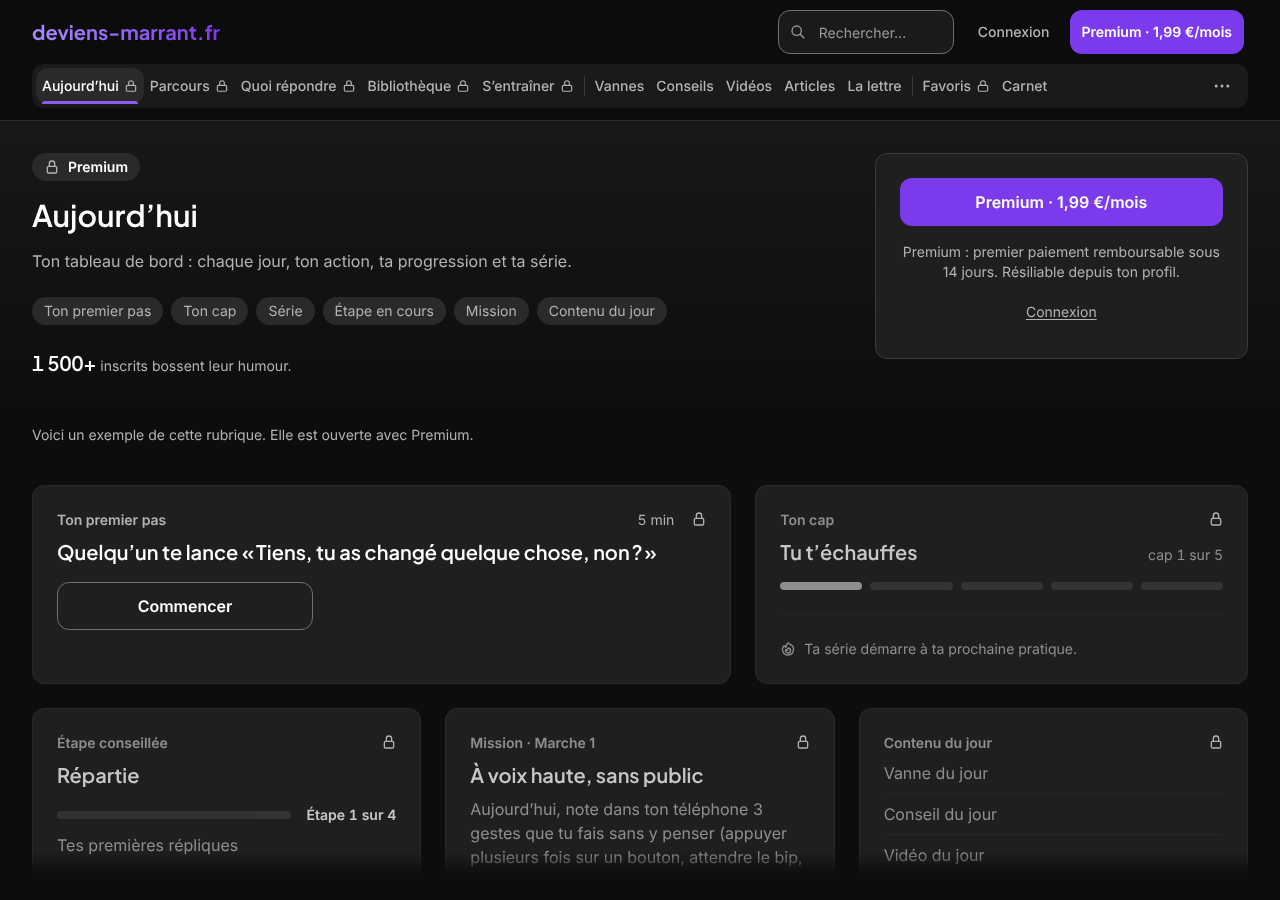 deviens-marrant.fr
Rechercher...
Connexion
Premium · 1,99 €/mois
Aujourd’hui
Parcours
Quoi répondre
Bibliothèque
S’entraîner
Vannes
Conseils
Vidéos
Articles
La lettre
Favoris
Carnet
Premium
Aujourd’hui
Ton tableau de bord : chaque jour, ton action, ta progression et ta série.
Ton premier pas
Ton cap
Série
Étape en cours
Mission
Contenu du jour
1 500+ inscrits bossent leur humour.
Premium · 1,99 €/mois
Premium : premier paiement remboursable sous
14 jours. Résiliable depuis ton profil.
Connexion
Voici un exemple de cette rubrique. Elle est ouverte avec Premium.
Ton premier pas
5 min
Quelqu’un te lance « Tiens, tu as changé quelque chose, non ? »
Commencer
Ton cap
Tu t’échauffes
cap 1 sur 5
Ta série démarre à ta prochaine pratique.
Étape conseillée
Répartie
Étape 1 sur 4
Tes premières répliques
Mission · Marche 1
À voix haute, sans public
Aujourd’hui, note dans ton téléphone 3
gestes que tu fais sans y penser (appuyer
plusieurs fois sur un bouton, attendre le bip,
Contenu du jour
Vanne du jour
Conseil du jour
Vidéo du jour